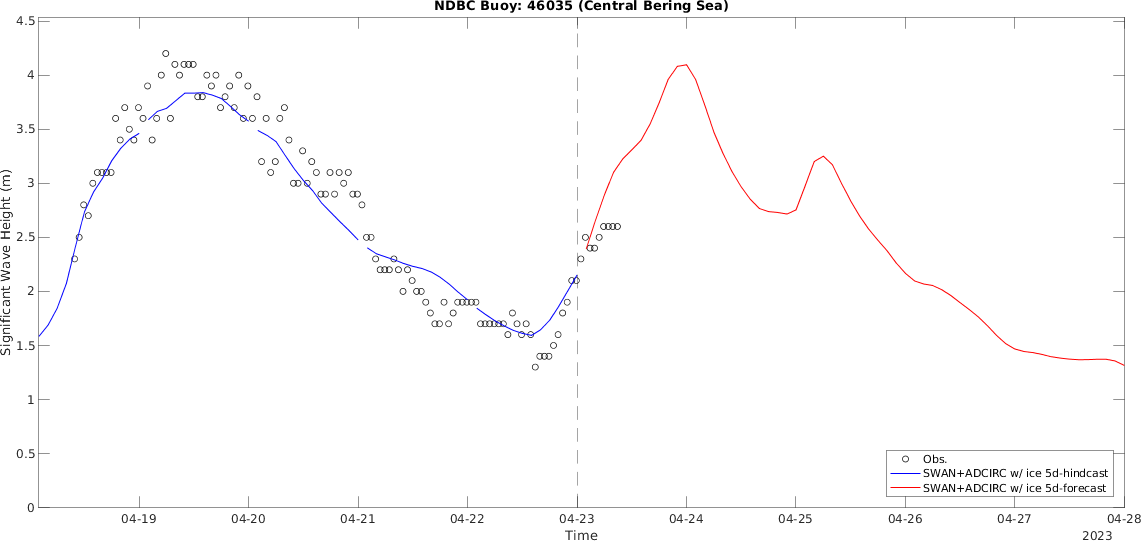 NDBC Buoy: 46035 (Central Bering Sea)
4.5
4
3.5
3
2.5
2
1.5
1
0.5
0
Significant Wave Height (m)
Obs.
SWAN+ADCIRC w/ ice 5d-hindcast
SWAN+ADCIRC w/ ice 5d-forecast
04-19 04-20 04-21 04-22 04-23 04-24 04-25 04-26 04-27 04-28
Time
2023